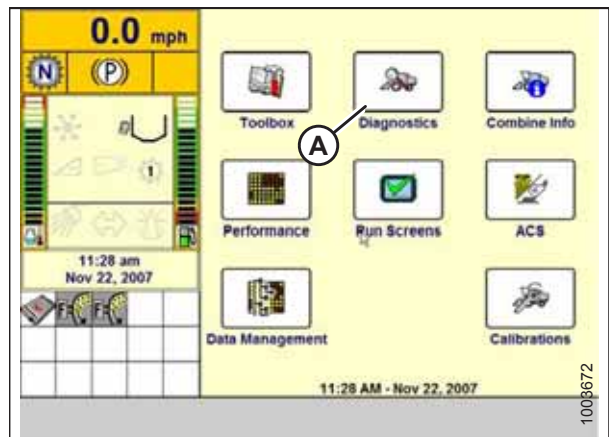 0.0 mph
N
(P)
1
11:28 am
Nov 22, 2007
F=
F=
Toolbox
Diagnostics
Combine Info
A
Performance
Run Screens
ACS
Data Management
Calibrations
11:28 AM - Nov 22, 2007
1003672